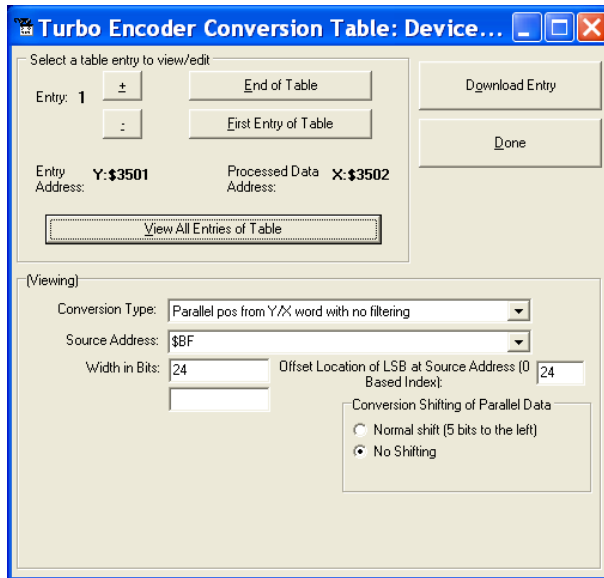 Turbo Encoder Conversion Table: Device...
Select a table entry to view/edit
Entry: 1
+
End of Table
Download Entry
-
First Entry of Table
Done
Entry Address: Y:$3501
Processed Data Address: X:$3502
View All Entries of Table
(Viewing)
Conversion Type: Parallel pos from Y/X word with no filtering
Source Address: $BF
Width in Bits: 24
Offset Location of LSB at Source Address (0 Based Index): 24
Conversion Shifting of Parallel Data
Normal shift (5 bits to the left)
No Shifting